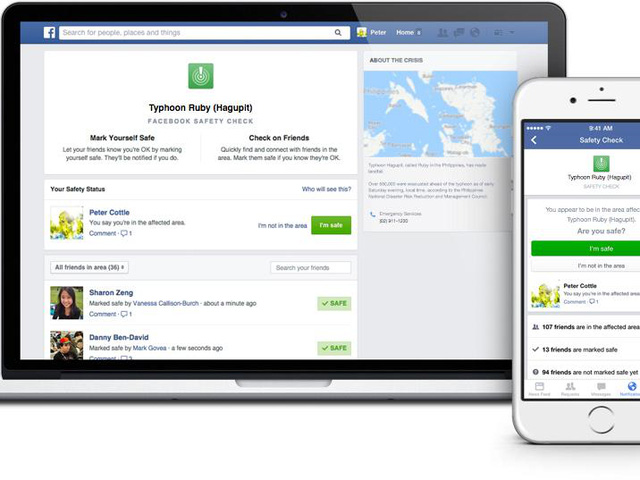 f
Search for people, places and things
Peter
Home
Typhoon Ruby (Hagupit)
FACEBOOK SAFETY CHECK
Mark Yourself Safe
Let your friends know you're OK by marking
yourself safe. They'll be notified if you do.
Check on Friends
Quickly find and connect with friends in the
area. Mark them safe if you know they're OK.
Your Safety Status
Who will see this?
Peter Cottle
You say you're in the affected area.
Comment · 1
I'm not in the area
I'm safe
All friends in area (36)
Search your friends
Sharon Zeng
Marked safe by Vanessa Callison-Burch · about a minute ago
Comment · 3
SAFE
Danny Ben-David
Marked safe by Mark Govea · a few seconds ago
Comment · 3
SAFE
ABOUT THE CRISIS
Typhoon Hagupit, called Ruby in the Philippines, has made
landfall.
Over 600,000 were evacuated ahead of the typhoon as of early
Saturday evening, local time, according to the Philippines
National Disaster Risk Reduction and Management Council.
Emergency Services
9:41 AM
Safety Check
Typhoon Ruby (Hagupit)
SAFETY CHECK
You appear to be in the area affec
Typhoon Ruby (Hagupit).
Are you safe?
I'm safe
I'm not in the area
Peter Cottle
You say you're in the affected area
Comment · 1
107 friends are in the affected area
13 friends are marked safe
94 friends are not marked safe yet
News Feed
Requests
Messages
Notificatio